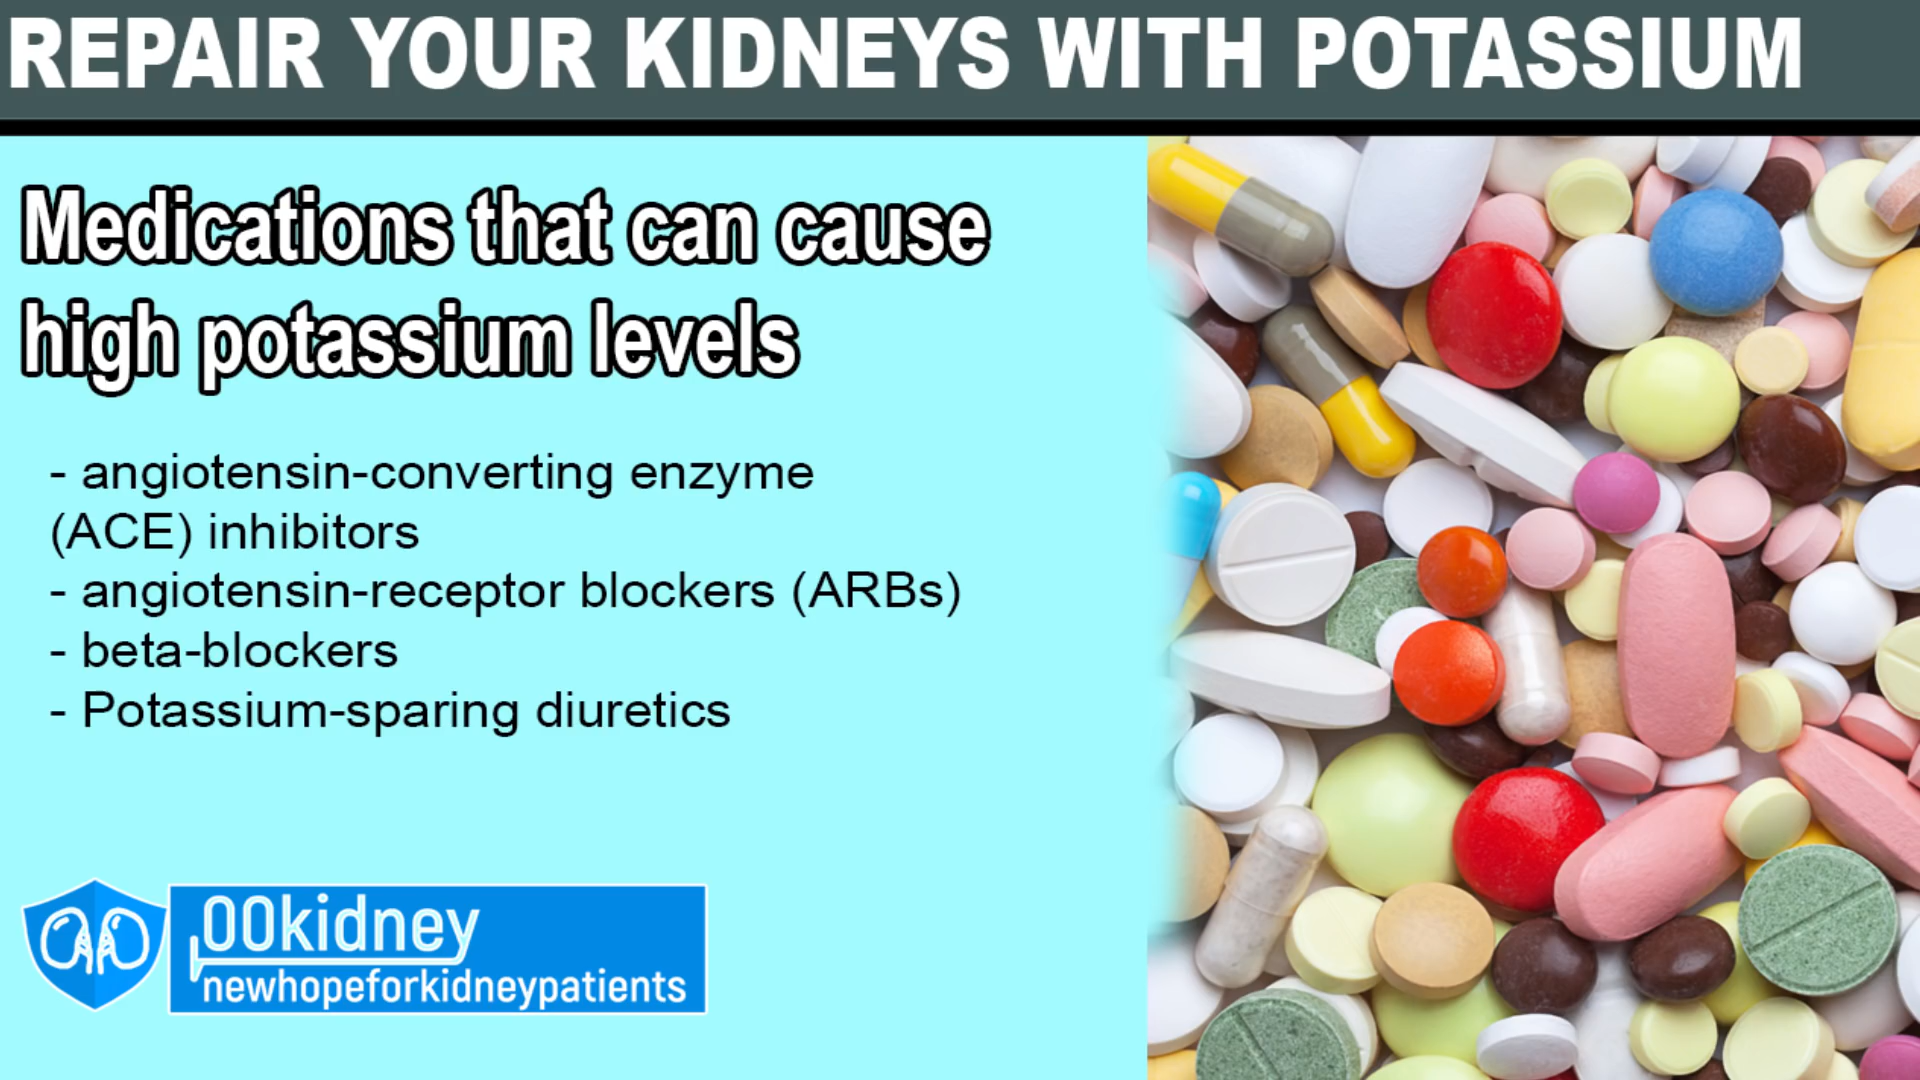 REPAIR YOUR KIDNEYS WITH POTASSIUM
Medications that can cause
high potassium levels
- angiotensin-converting enzyme
(ACE) inhibitors
- angiotensin-receptor blockers (ARBs)
- beta-blockers
- Potassium-sparing diuretics
00kidney
newhopeforkidneypatients